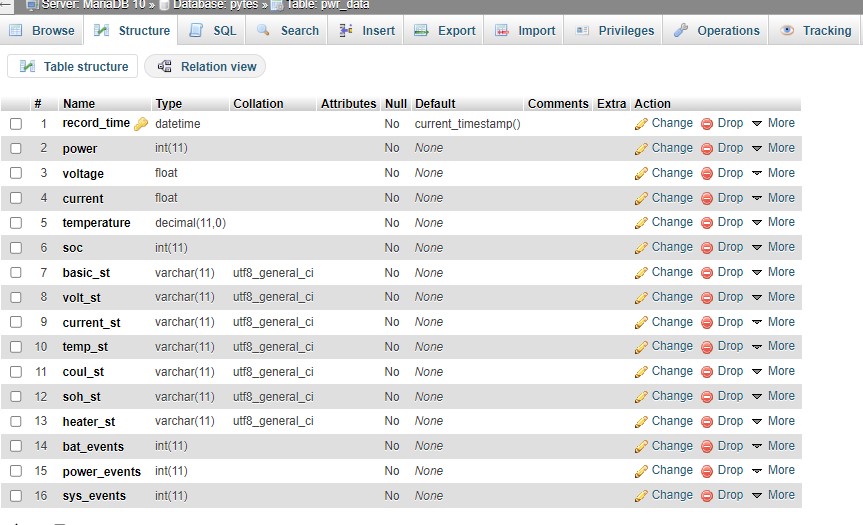 Server: MariaDB 10 » Database: pytes » Table: pwr_data
Browse Structure SQL Search Insert Export Import Privileges Operations Tracking
Table structure Relation view
# Name Type Collation Attributes Null Default Comments Extra Action
1 record_time datetime No current_timestamp() Change Drop More
2 power int(11) No None Change Drop More
3 voltage float No None Change Drop More
4 current float No None Change Drop More
5 temperature decimal(11,0) No None Change Drop More
6 soc int(11) No None Change Drop More
7 basic_st varchar(11) utf8_general_ci No None Change Drop More
8 volt_st varchar(11) utf8_general_ci No None Change Drop More
9 current_st varchar(11) utf8_general_ci No None Change Drop More
10 temp_st varchar(11) utf8_general_ci No None Change Drop More
11 coul_st varchar(11) utf8_general_ci No None Change Drop More
12 soh_st varchar(11) utf8_general_ci No None Change Drop More
13 heater_st varchar(11) utf8_general_ci No None Change Drop More
14 bat_events int(11) No None Change Drop More
15 power_events int(11) No None Change Drop More
16 sys_events int(11) No None Change Drop More